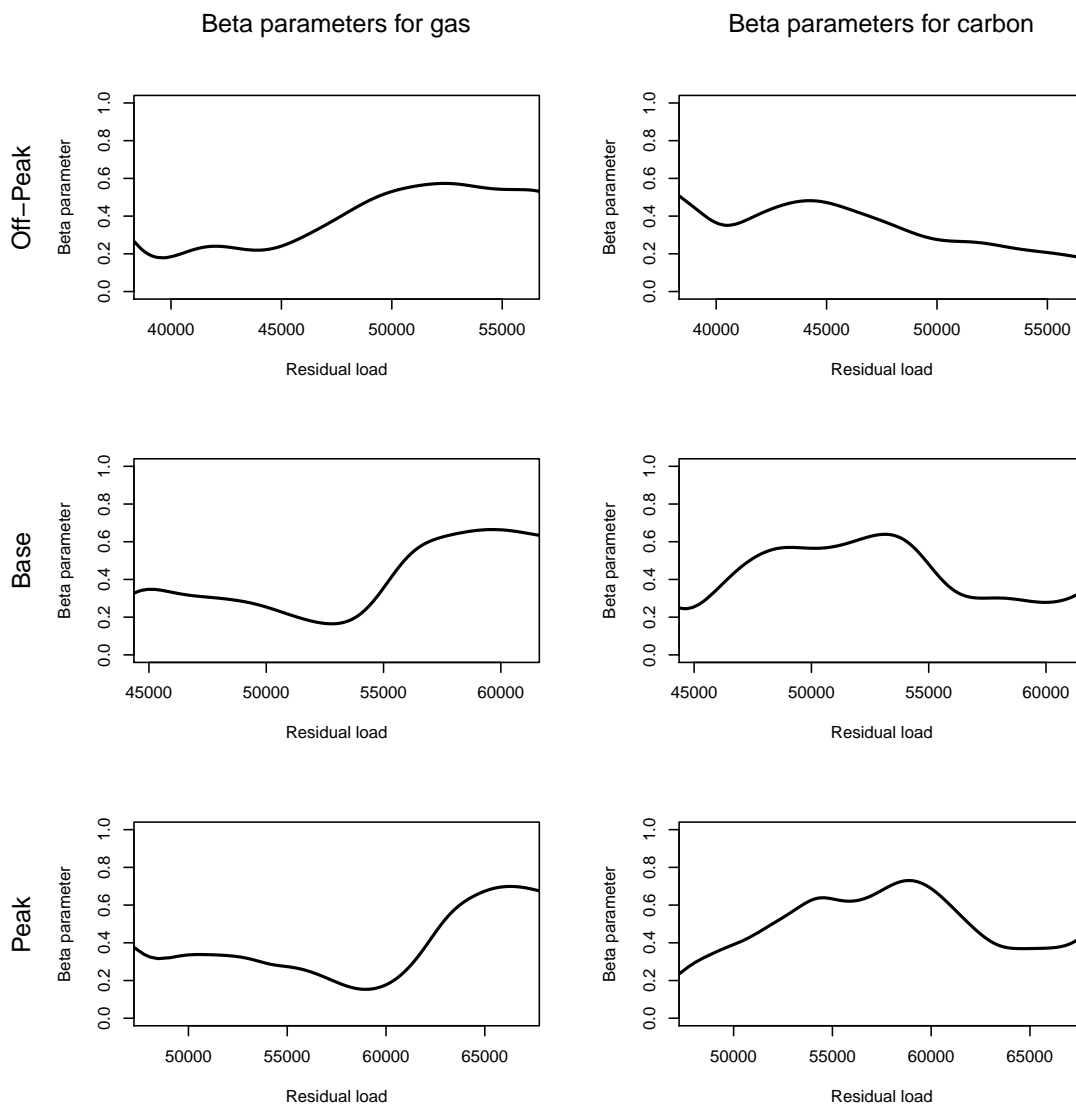 Beta parameters for gas
Beta parameters for carbon
Off−Peak
Beta parameter
0.0 0.2 0.4 0.6 0.8 1.0
40000 45000 50000 55000
Residual load
Beta parameter
0.0 0.2 0.4 0.6 0.8 1.0
40000 45000 50000 55000
Residual load
Base
Beta parameter
0.0 0.2 0.4 0.6 0.8 1.0
45000 50000 55000 60000
Residual load
Beta parameter
0.0 0.2 0.4 0.6 0.8 1.0
45000 50000 55000 60000
Residual load
Peak
Beta parameter
0.0 0.2 0.4 0.6 0.8 1.0
50000 55000 60000 65000
Residual load
Beta parameter
0.0 0.2 0.4 0.6 0.8 1.0
50000 55000 60000 65000
Residual load